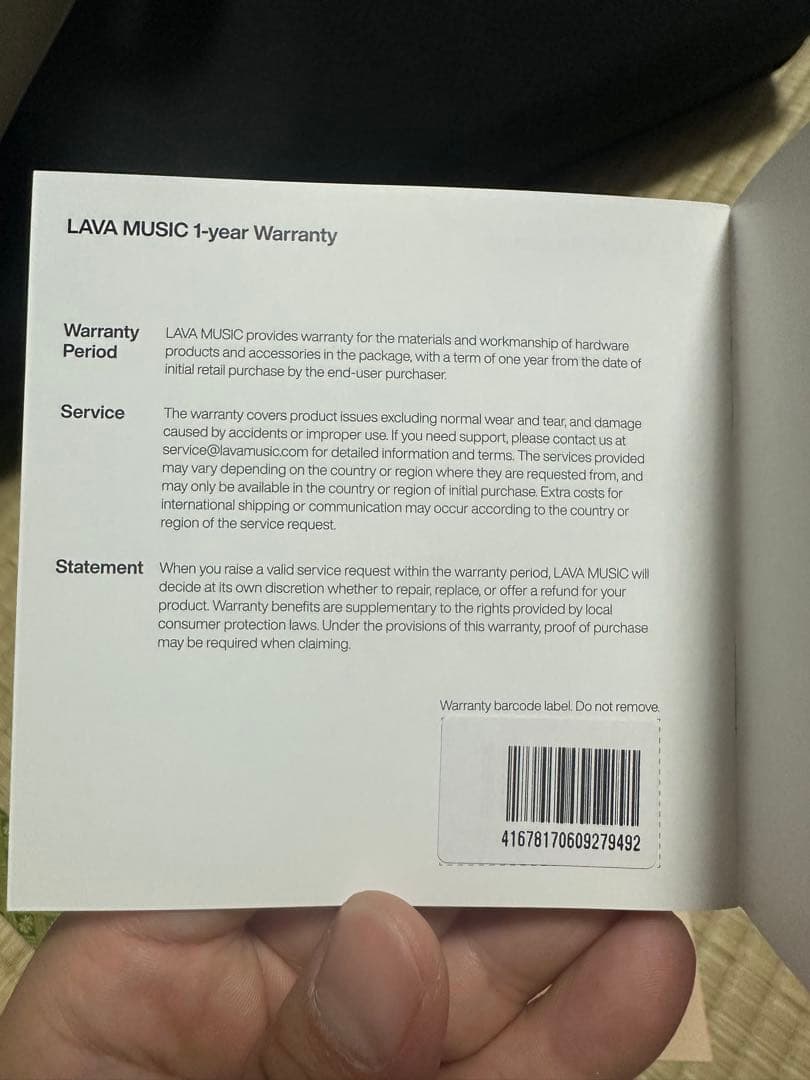 LAVA MUSIC 1-year Warranty
Warranty
Period
LAVA MUSIC provides warranty for the materials and workmanship of hardware
products and accessories in the package, with a term of one year from the date of
initial retail purchase by the end-user purchaser.
Service
The warranty covers product issues excluding normal wear and tear, and damage
caused by accidents or improper use. If you need support, please contact us at
service@lavamusic.com for detailed information and terms. The services provided
may vary depending on the country or region where they are requested from, and
may only be available in the country or region of initial purchase. Extra costs for
international shipping or communication may occur according to the country or
region of the service request.
Statement
When you raise a valid service request within the warranty period, LAVA MUSIC will
decide at its own discretion whether to repair, replace, or offer a refund for your
product. Warranty benefits are supplementary to the rights provided by local
consumer protection laws. Under the provisions of this warranty, proof of purchase
may be required when claiming.
Warranty barcode label. Do not remove.
41678170609279492